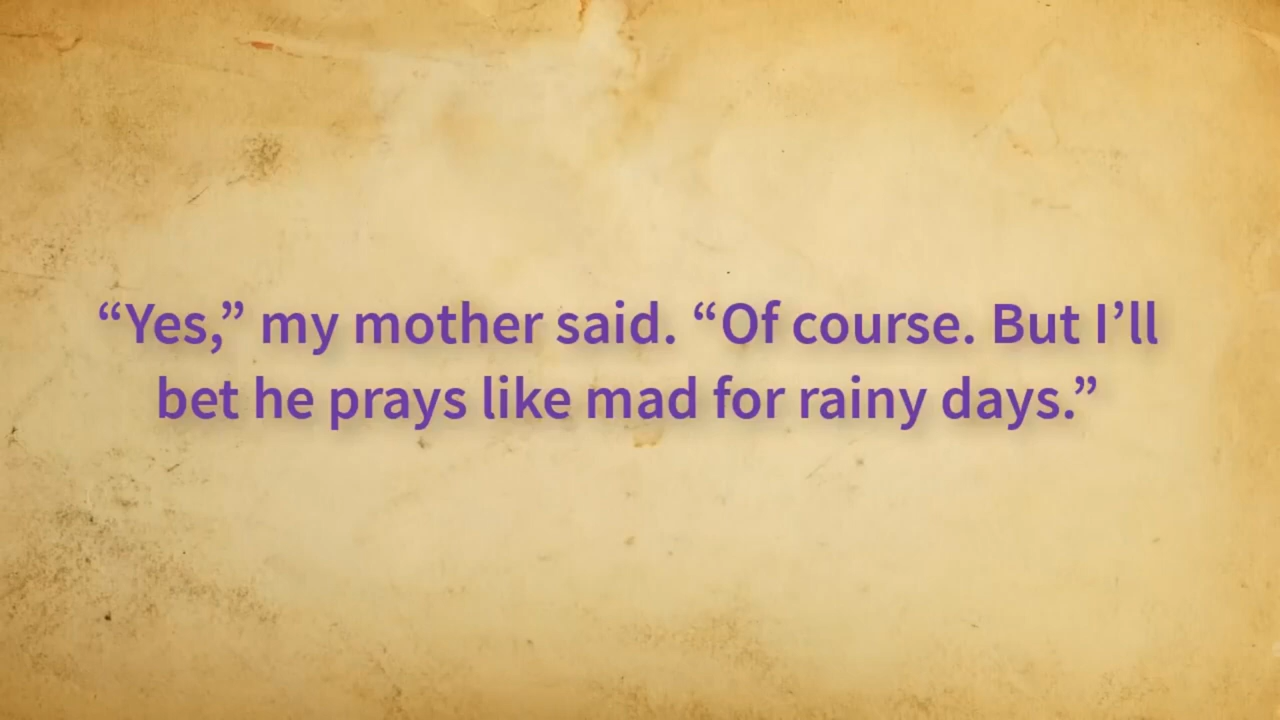 “Yes,” my mother said. “Of course. But I’ll
bet he prays like mad for rainy days.”